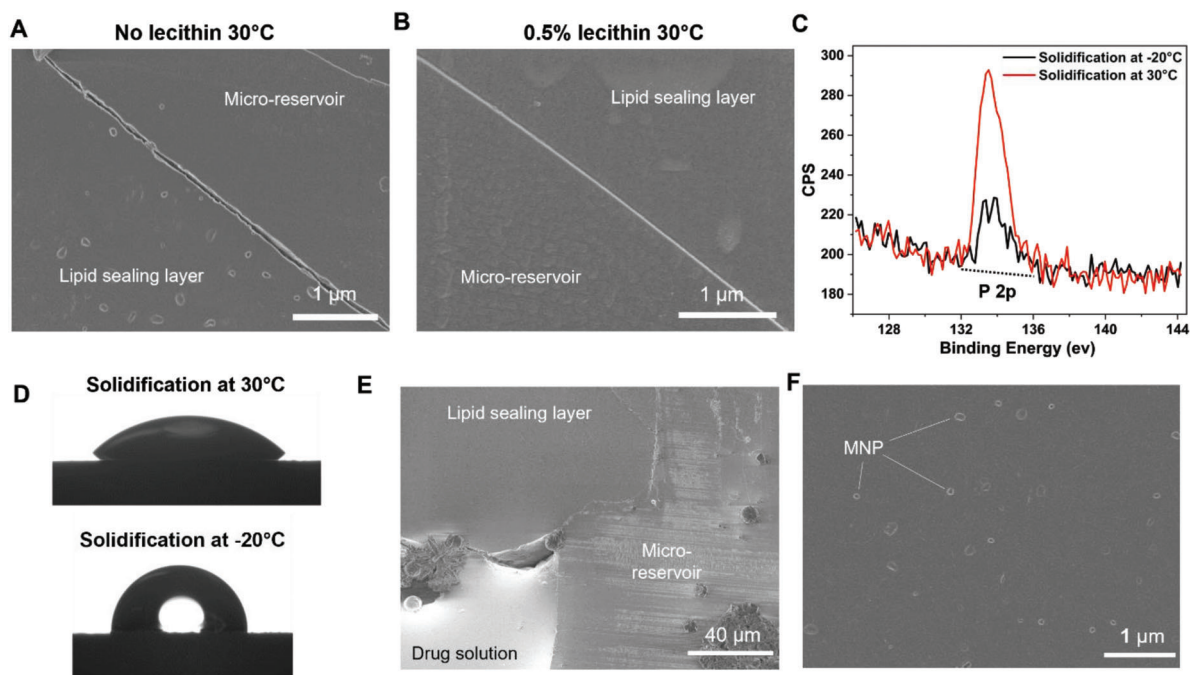 A
No lecithin 30°C
Micro-reservoir
Lipid sealing layer
1 µm
B
0.5% lecithin 30°C
Lipid sealing layer
Micro-reservoir
1 µm
C
Solidification at -20°C
Solidification at 30°C
300
280
260
240
220
200
180
CPS
P 2p
128
132
136
140
144
Binding Energy (ev)
D
Solidification at 30°C
Solidification at -20°C
E
Lipid sealing layer
Micro-
reservoir
Drug solution
40 µm
F
MNP
1 µm